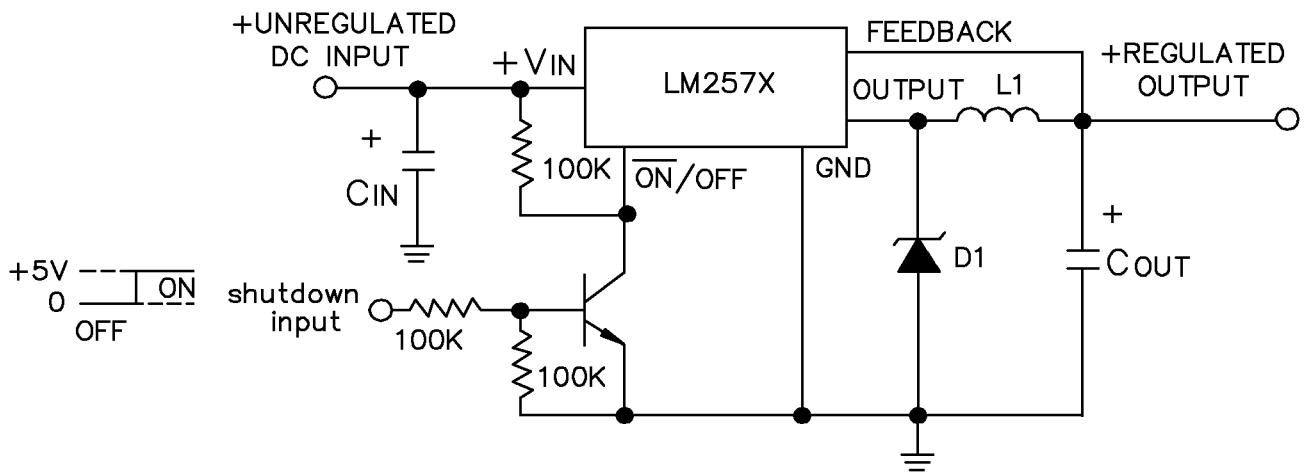 +UNREGULATED
DC INPUT
+VIN
LM257X
FEEDBACK
OUTPUT
L1
+REGULATED
OUTPUT
+
CIN
100K
ON/OFF
GND
+
COUT
D1
+5V
0
ON
OFF
shutdown
input
100K
100K